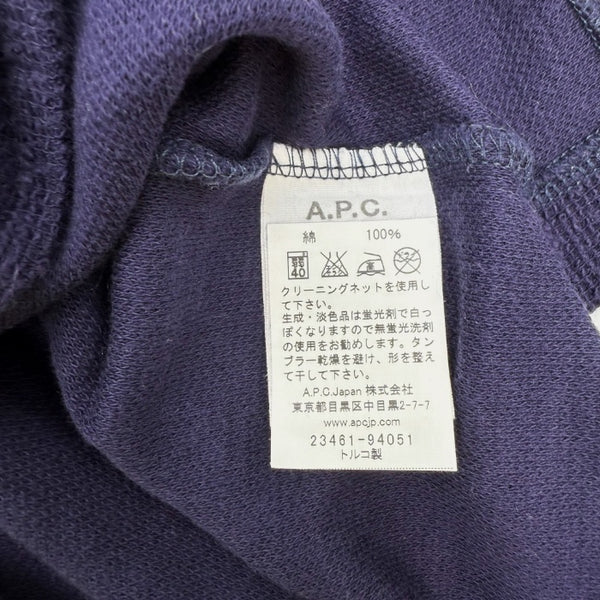 A.P.C.
綿 100%
弱 40
クリーニングネットを使用し
て下さい。
生成・淡色品は蛍光剤で白っ
ぽくなりますので無蛍光洗剤
の使用をお勧めします。タン
ブラー乾燥を避け、形を整え
て干して下さい。
A.P.C.Japan 株式会社
東京都目黒区中目黒2-7-7
www.apcjp.com
23461-94051
トルコ製